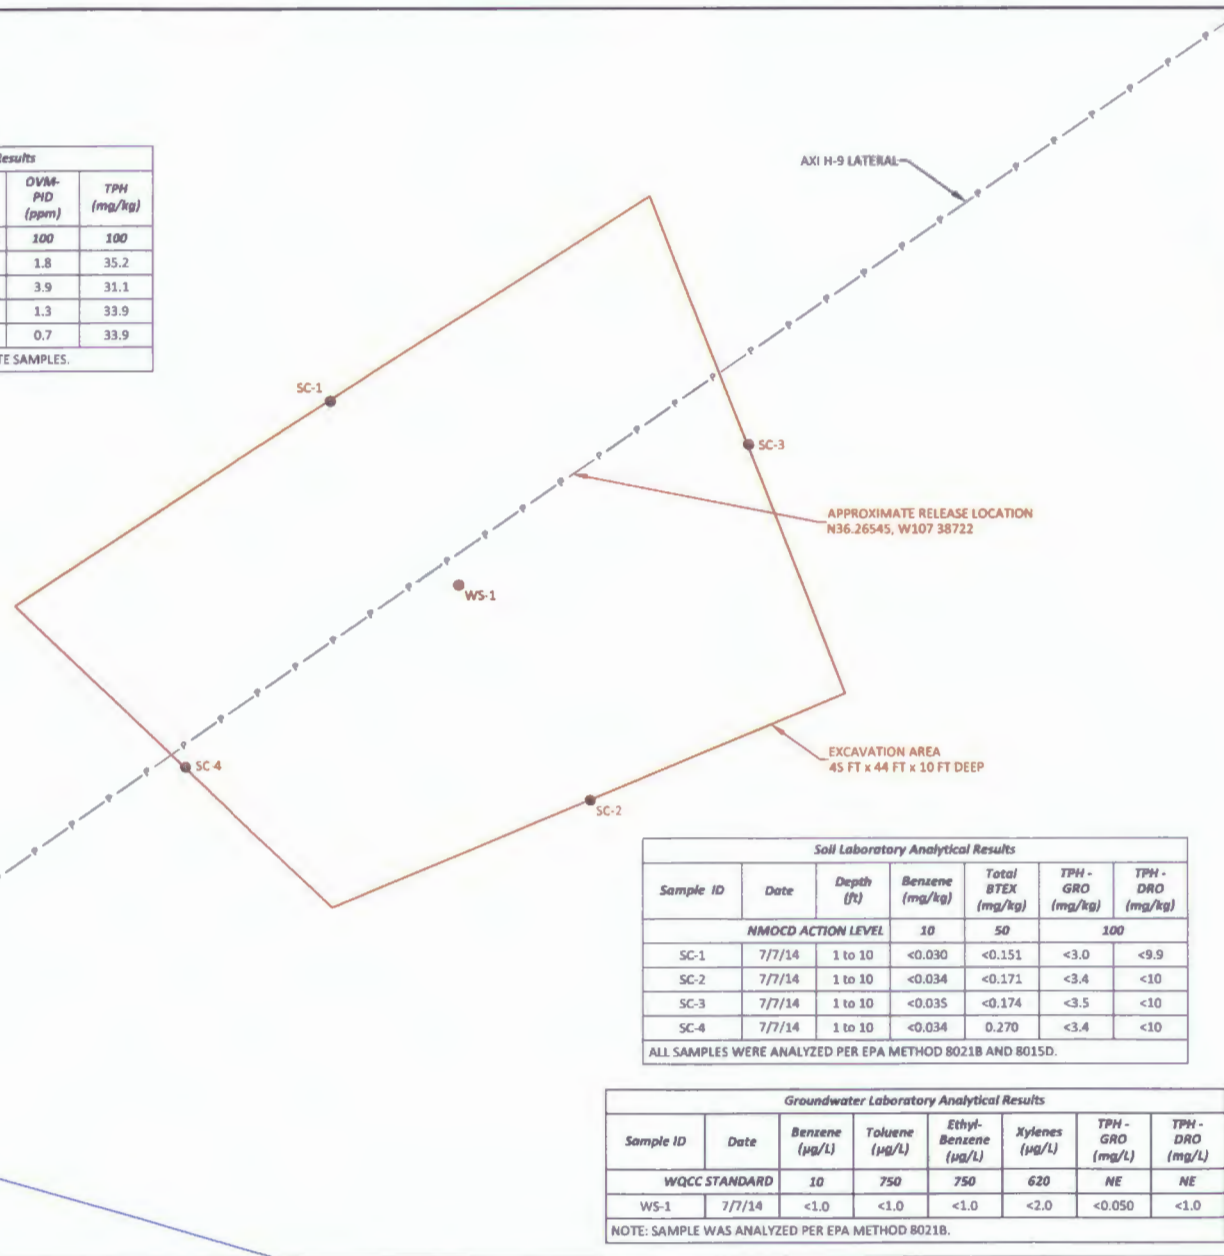 Results
OVM-PID (ppm) TPH (mg/kg)
100 100
1.8 35.2
3.9 31.1
1.3 33.9
0.7 33.9
TE SAMPLES.
AXI H-9 LATERAL
SC-1
SC-3
APPROXIMATE RELEASE LOCATION
N36.26545, W107 38722
WS-1
SC 4
EXCAVATION AREA
45 FT x 44 FT x 10 FT DEEP
SC-2
Soil Laboratory Analytical Results
Sample ID Date Depth (ft) Benzene (mg/kg) Total BTEX (mg/kg) TPH - GRO (mg/kg) TPH - DRO (mg/kg)
NMOCD ACTION LEVEL 10 50 100
SC-1 7/7/14 1 to 10 <0.030 <0.151 <3.0 <9.9
SC-2 7/7/14 1 to 10 <0.034 <0.171 <3.4 <10
SC-3 7/7/14 1 to 10 <0.035 <0.174 <3.5 <10
SC-4 7/7/14 1 to 10 <0.034 0.270 <3.4 <10
ALL SAMPLES WERE ANALYZED PER EPA METHOD 8021B AND 8015D.
Groundwater Laboratory Analytical Results
Sample ID Date Benzene (µg/L) Toluene (µg/L) Ethyl-Benzene (µg/L) Xylenes (µg/L) TPH - GRO (mg/L) TPH - DRO (mg/L)
WQCC STANDARD 10 750 750 620 NE NE
WS-1 7/7/14 <1.0 <1.0 <1.0 <2.0 <0.050 <1.0
NOTE: SAMPLE WAS ANALYZED PER EPA METHOD 8021B.